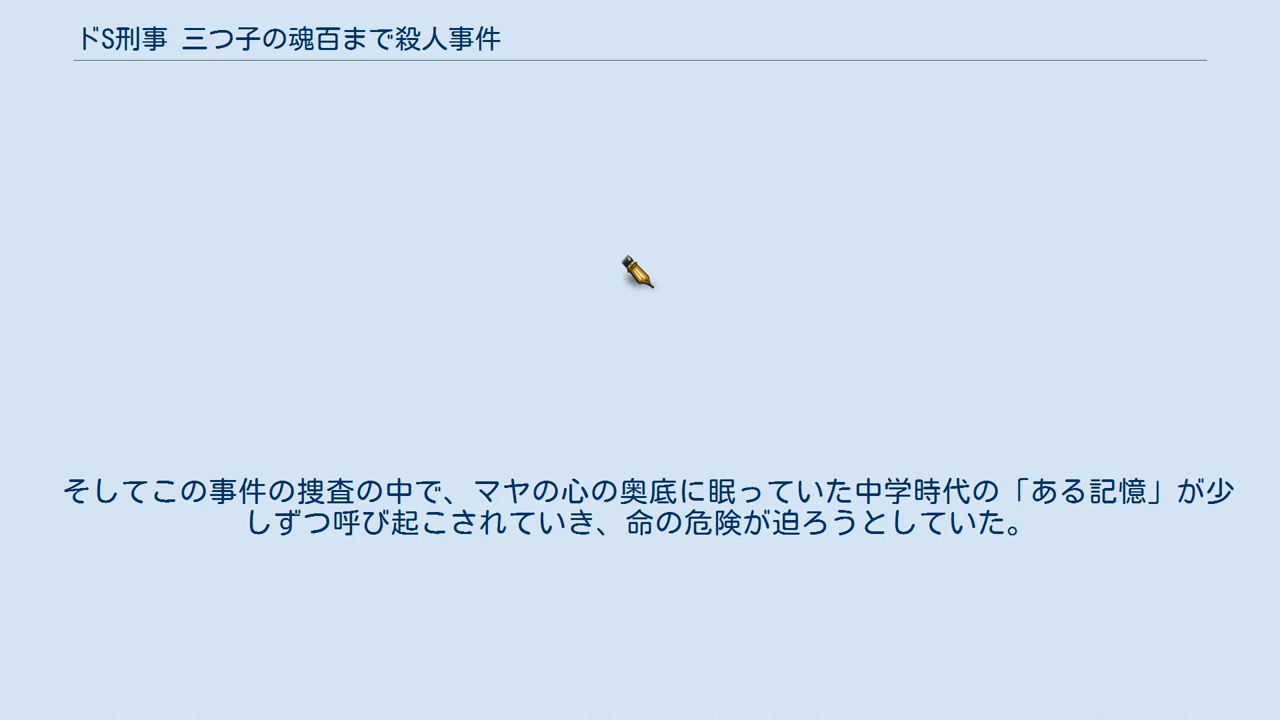 ドS刑事 三つ子の魂百まで殺人事件
そしてこの事件の捜査の中で、マヤの心の奥底に眠っていた中学時代の「ある記憶」が少
しずつ呼び起こされていき、命の危険が迫ろうとしていた。